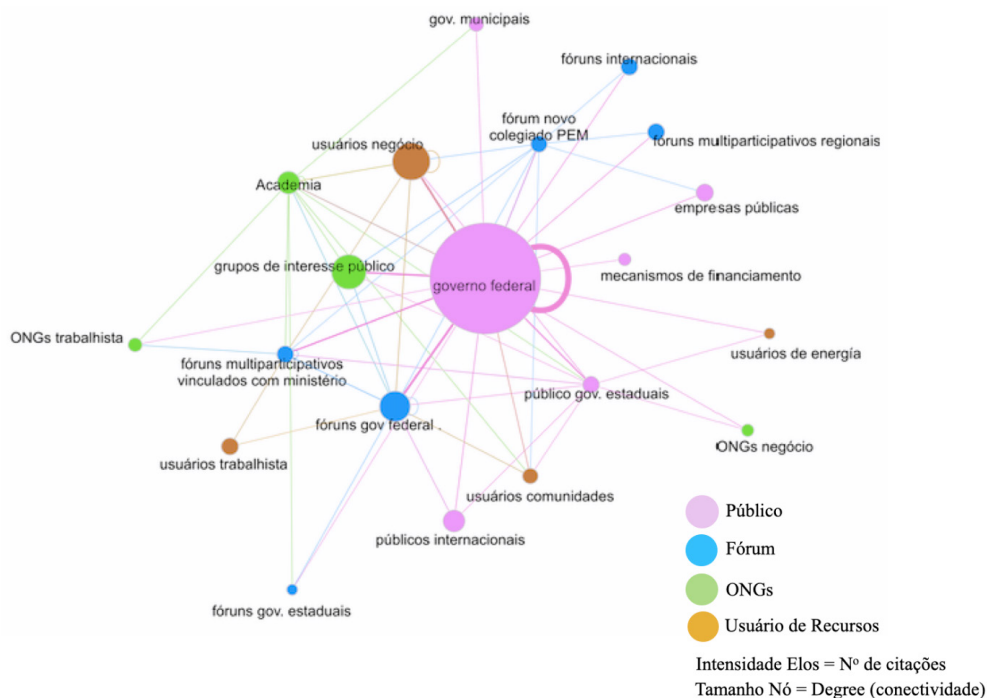 gov. municipais
fóruns internacionais
fórum novo
colegiado PEM
fóruns multiparticipativos regionais
usuários negócio
Academia
empresas públicas
grupos de interesse público
mecanismos de financiamento
governo federal
ONGs trabalhista
usuários de energía
fóruns multiparticipativos
vinculados com ministério
público gov. estaduais
fóruns gov federal .
ONGs negócio
usuários trabalhista
usuários comunidades
públicos internacionais
fóruns gov. estaduais
Público
Fórum
ONGs
Usuário de Recursos
Intensidade Elos = Nº de citações
Tamanho Nó = Degree (conectividade)